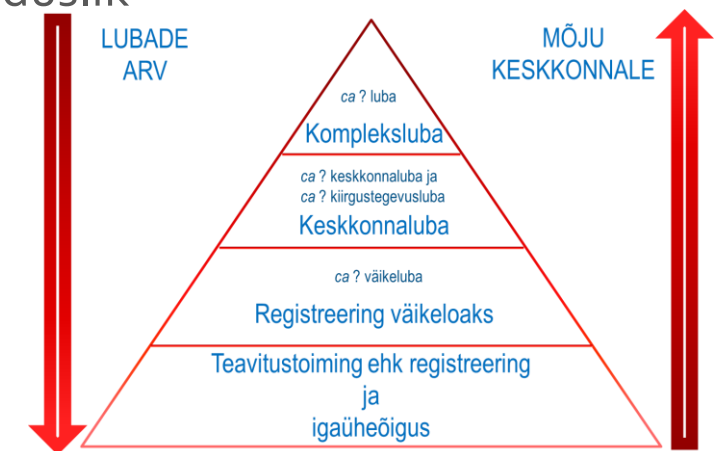 LUBADE
ARV
MÕJU
KESKKONNALE
ca ? luba
Kompleksluba
ca ? keskkonnaluba ja
ca ? kiirgustegevusluba
Keskkonnaluba
ca ? väikeluba
Registreering väikeloaks
Teavitustoiming ehk registreering
ja
igaüheõigus